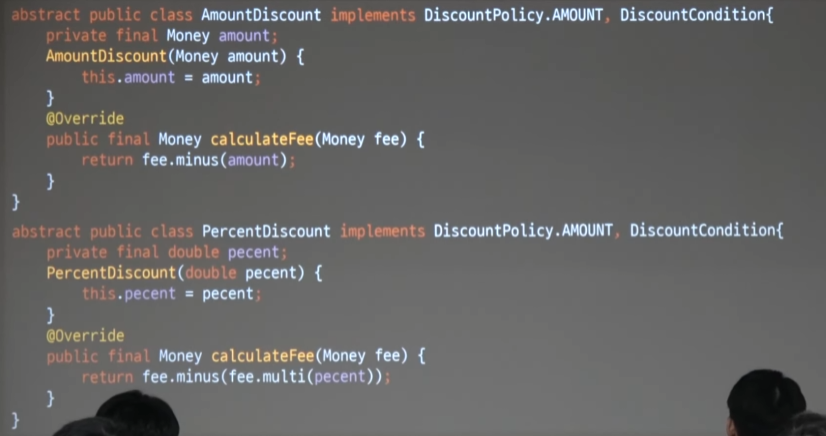 abstract public class AmountDiscount implements DiscountPolicy.AMOUNT, DiscountCondition{
    private final Money amount;
    AmountDiscount(Money amount) {
        this.amount = amount;
    }
    @Override
    public final Money calculateFee(Money fee) {
        return fee.minus(amount);
    }
}
abstract public class PercentDiscount implements DiscountPolicy.AMOUNT, DiscountCondition{
    private final double pecent;
    PercentDiscount(double pecent) {
        this.pecent = pecent;
    }
    @Override
    public final Money calculateFee(Money fee) {
        return fee.minus(fee.multi(pecent));
    }
}